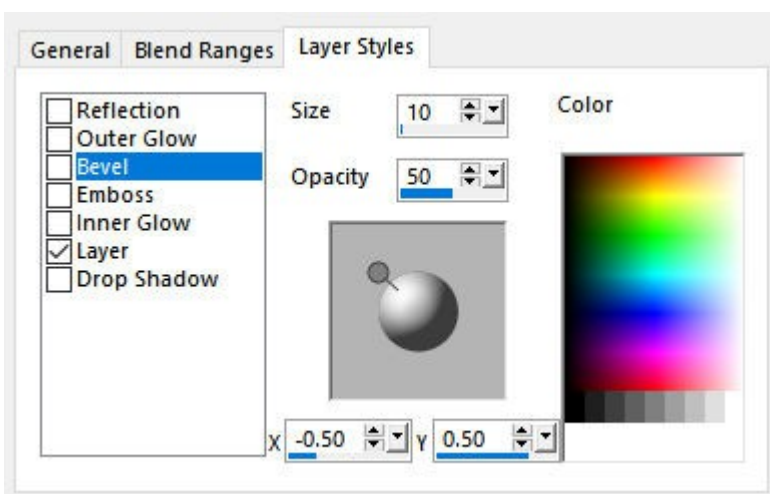 General Blend Ranges Layer Styles
Reflection
Outer Glow
Bevel
Emboss
Inner Glow
Layer
Drop Shadow
Size 10
Opacity 50
X -0.50 Y 0.50
Color